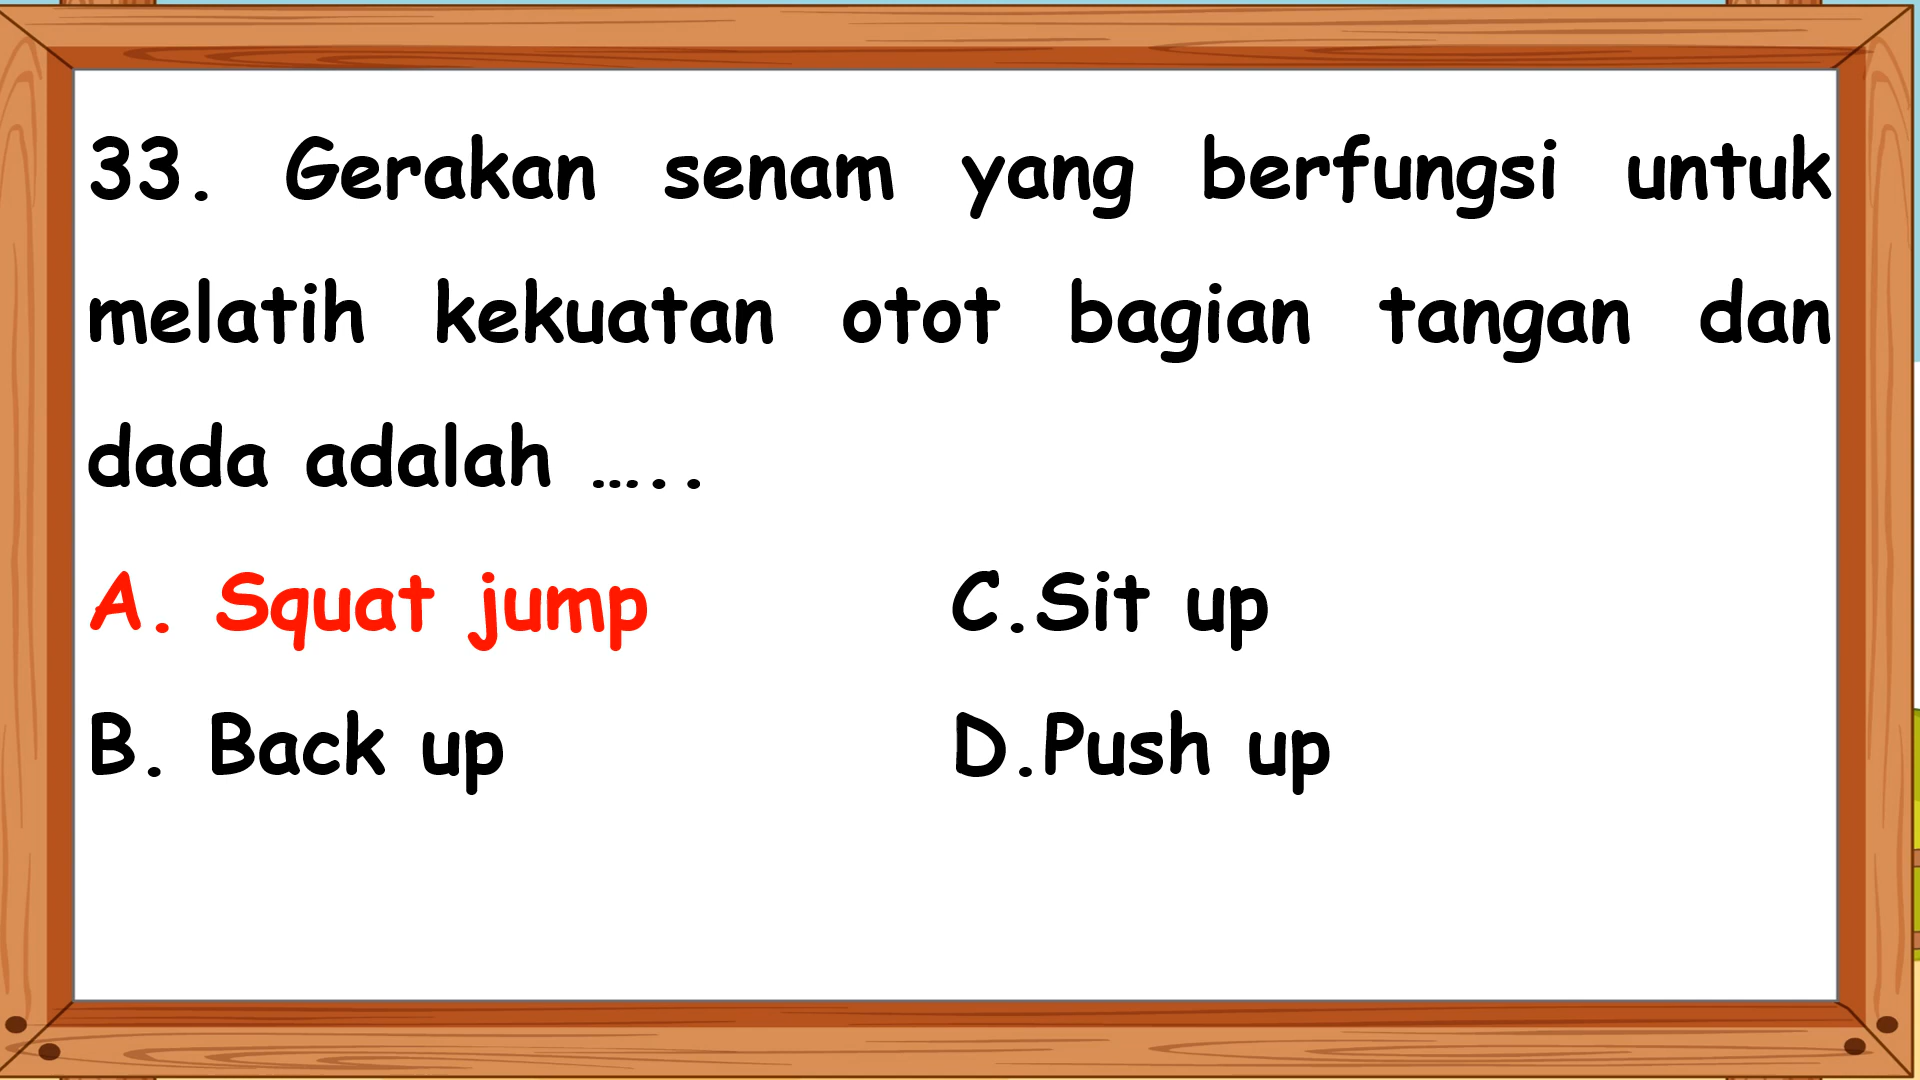 33. Gerakan senam yang berfungsi untuk
melatih kekuatan otot bagian tangan dan
dada adalah …..
A. Squat jump C.Sit up
B. Back up D.Push up